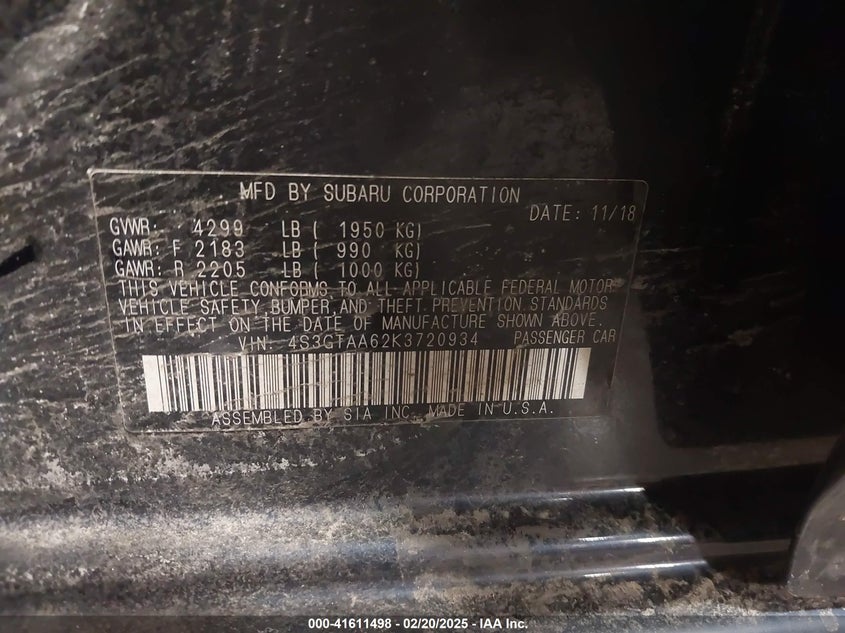 MFD BY SUBARU CORPORATION
DATE: 11/18
GVWR: 4299 LB ( 1950 KG)
GAWR: F 2183 LB ( 990 KG)
GAWR: R 2205 LB ( 1000 KG)
THIS VEHICLE CONFORMS TO ALL APPLICABLE FEDERAL MOTOR
VEHICLE SAFETY, BUMPER, AND THEFT PREVENTION STANDARDS
IN EFFECT ON THE DATE OF MANUFACTURE SHOWN ABOVE.
VIN: 4S3GTAA62K3720934 PASSENGER CAR
ASSEMBLED BY SIA INC. MADE IN U.S.A.
000-41611498 - 02/20/2025 - IAA Inc.